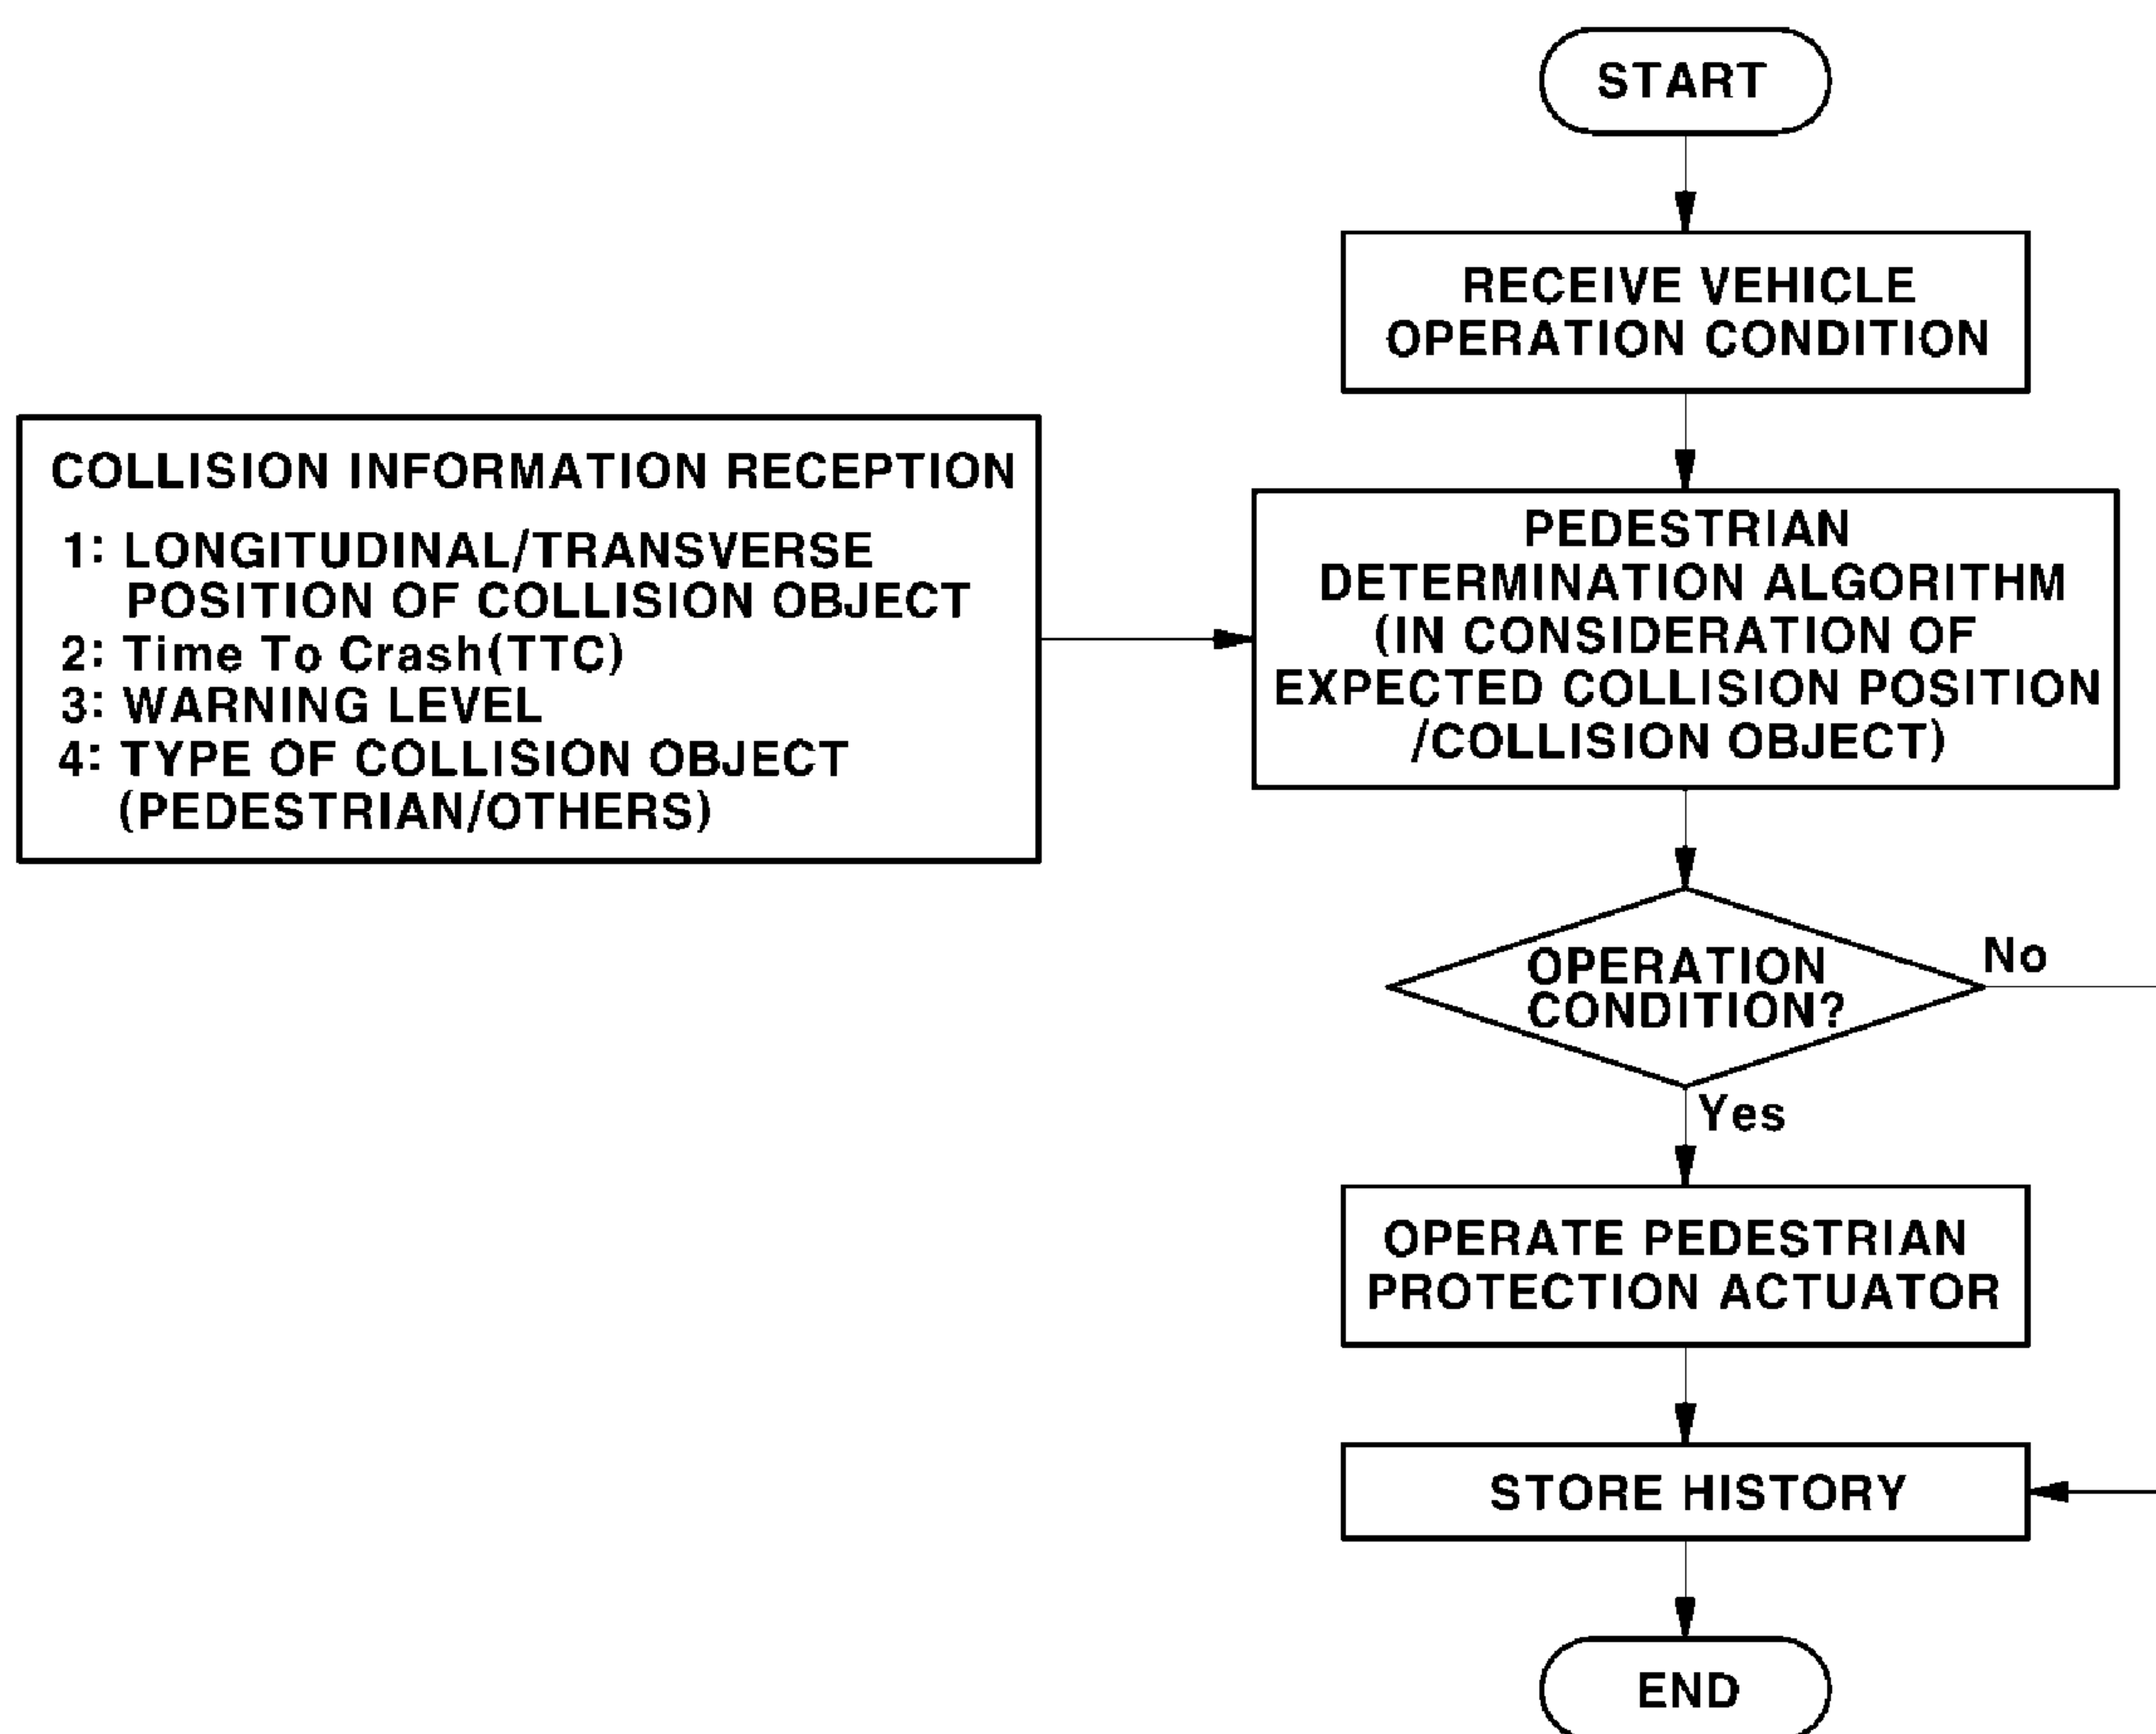 START
RECEIVE VEHICLE
OPERATION CONDITION
COLLISION INFORMATION RECEPTION
1: LONGITUDINAL/TRANSVERSE
POSITION OF COLLISION OBJECT
2: Time To Crash(TTC)
3: WARNING LEVEL
4: TYPE OF COLLISION OBJECT
(PEDESTRIAN/OTHERS)
PEDESTRIAN
DETERMINATION ALGORITHM
(IN CONSIDERATION OF
EXPECTED COLLISION POSITION
/COLLISION OBJECT)
OPERATION
CONDITION?
No
Yes
OPERATE PEDESTRIAN
PROTECTION ACTUATOR
STORE HISTORY
END